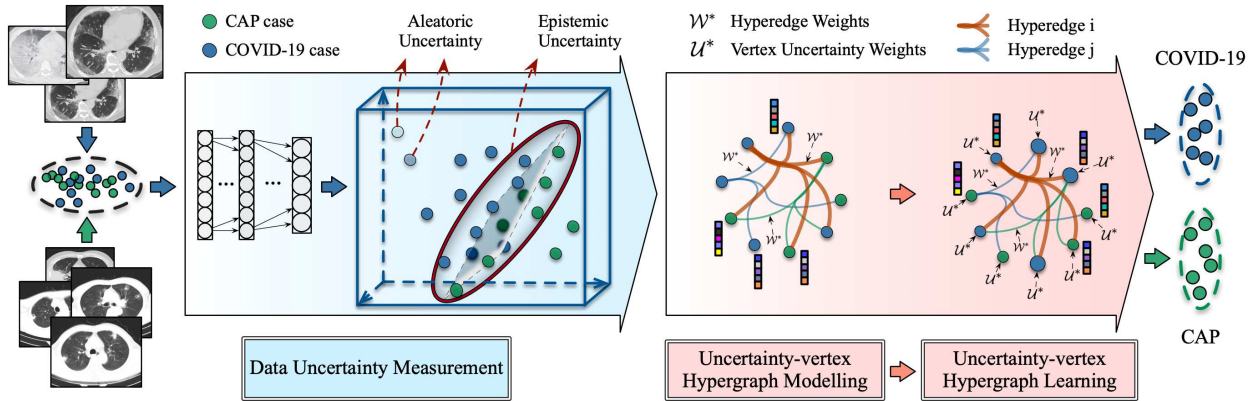 CAP case
COVID-19 case
Aleatoric
Uncertainty
Epistemic
Uncertainty
𝒲* Hyperedge Weights
𝒰* Vertex Uncertainty Weights
Hyperedge i
Hyperedge j
COVID-19
CAP
...
...
𝒲*
𝒲*
𝒲*
𝒰*
𝒰*
𝒲*
𝒰*
𝒲*
𝒰*
𝒰*
𝒰*
𝒲*
𝒰*
𝒰*
𝒰*
Data Uncertainty Measurement
Uncertainty-vertex
Hypergraph Modelling
Uncertainty-vertex
Hypergraph Learning